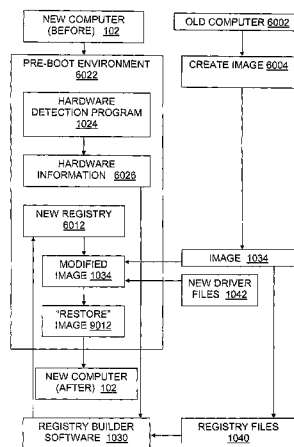 NEW COMPUTER
(BEFORE) 102
OLD COMPUTER 6002
PRE-BOOT ENVIRONMENT
6022
CREATE IMAGE 6004
HARDWARE
DETECTION PROGRAM
1024
HARDWARE
INFORMATION 6026
NEW REGISTRY
6012
MODIFIED
IMAGE 1034
IMAGE 1034
NEW DRIVER
FILES 1042
"RESTORE"
IMAGE 9012
NEW COMPUTER
(AFTER) 102
REGISTRY BUILDER
SOFTWARE 1030
REGISTRY FILES
1040